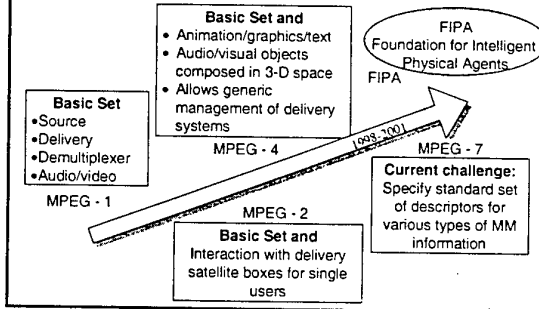 Basic Set and
• Animation/graphics/text
• Audio/visual objects
composed in 3-D space
• Allows generic
management of delivery
systems
MPEG - 4
FIPA
Foundation for Intelligent
Physical Agents
FIPA
Basic Set
•Source
•Delivery
•Demultiplexer
•Audio/video
MPEG - 1
1998-2001
MPEG - 7
Current challenge:
Specify standard set
of descriptors for
various types of MM
information
MPEG - 2
Basic Set and
Interaction with delivery
satellite boxes for single
users